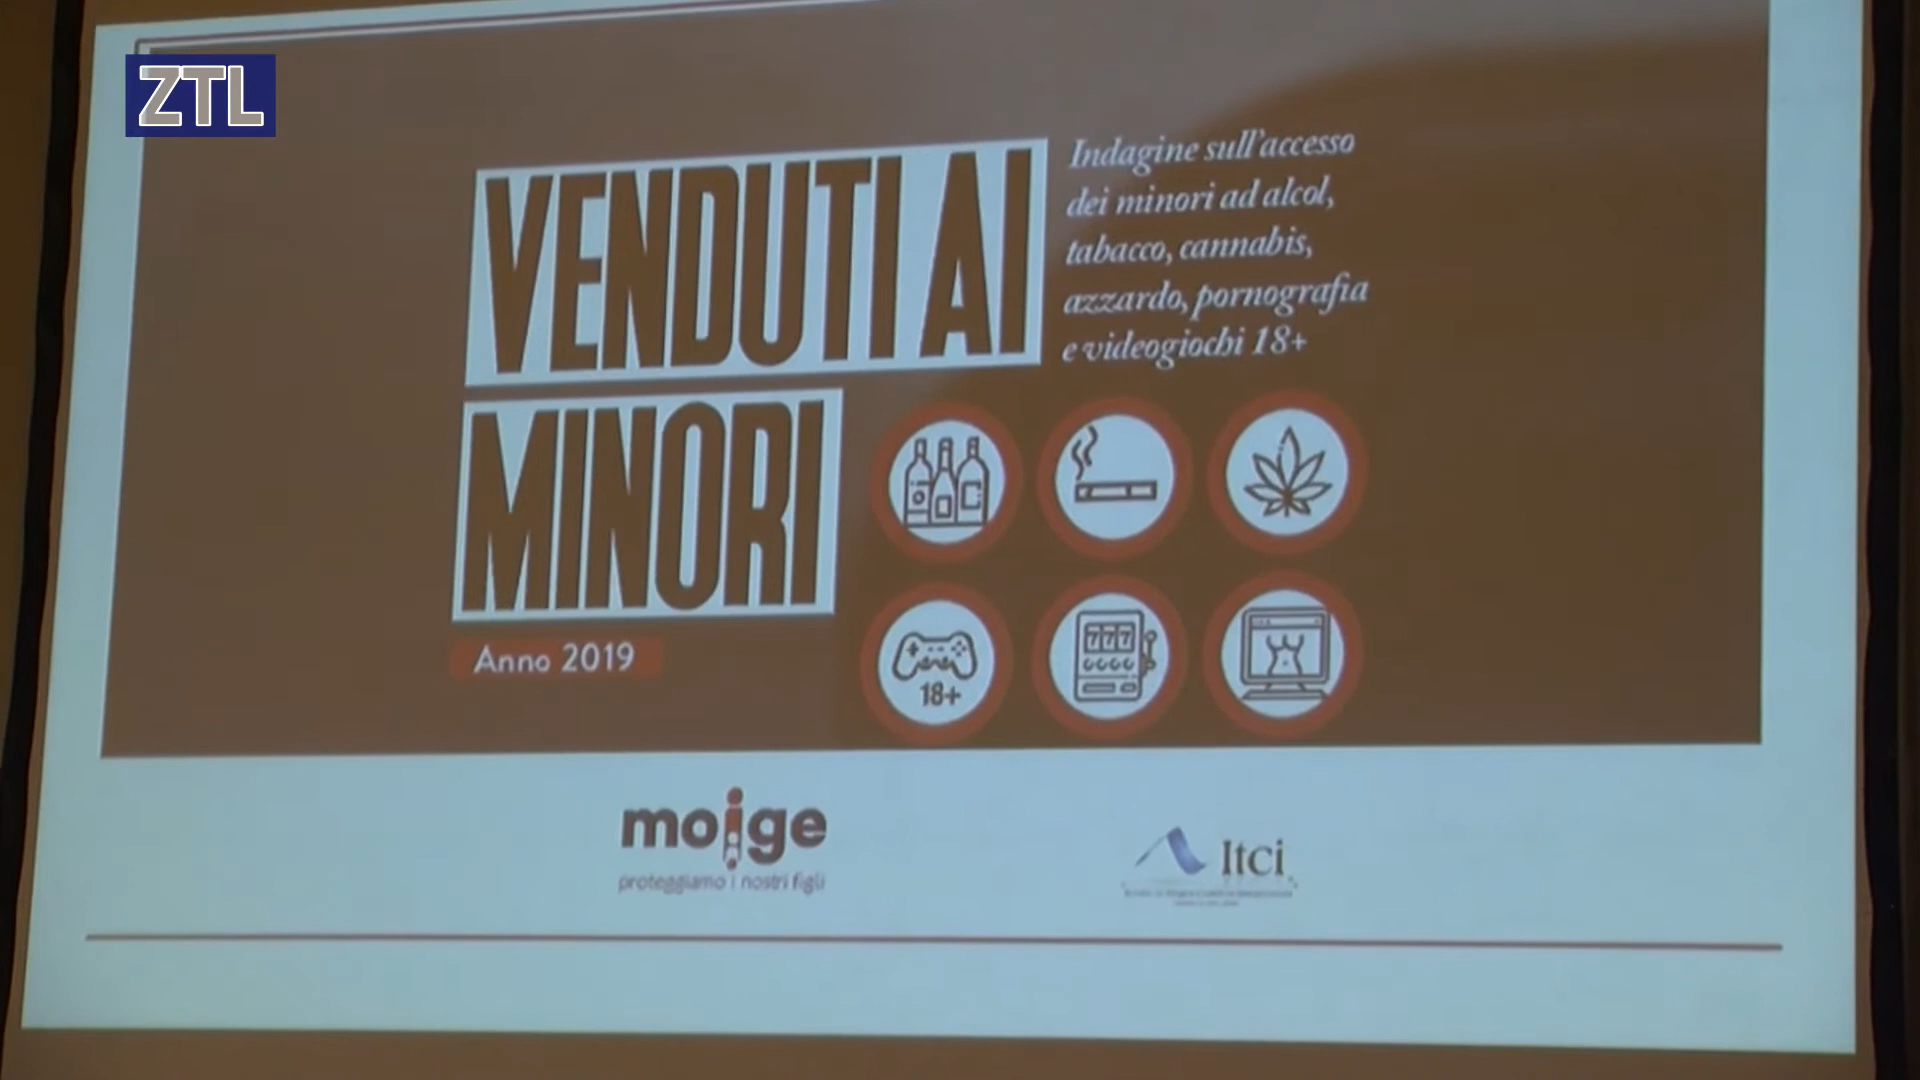 ZTL
VENDUTI AI
MINORI
Anno 2019
Indagine sull'accesso
dei minori ad alcol,
tabacco, cannabis,
azzardo, pornografia
e videogiochi 18+
18+
777
moige
proteggiamo i nostri figli
Itci